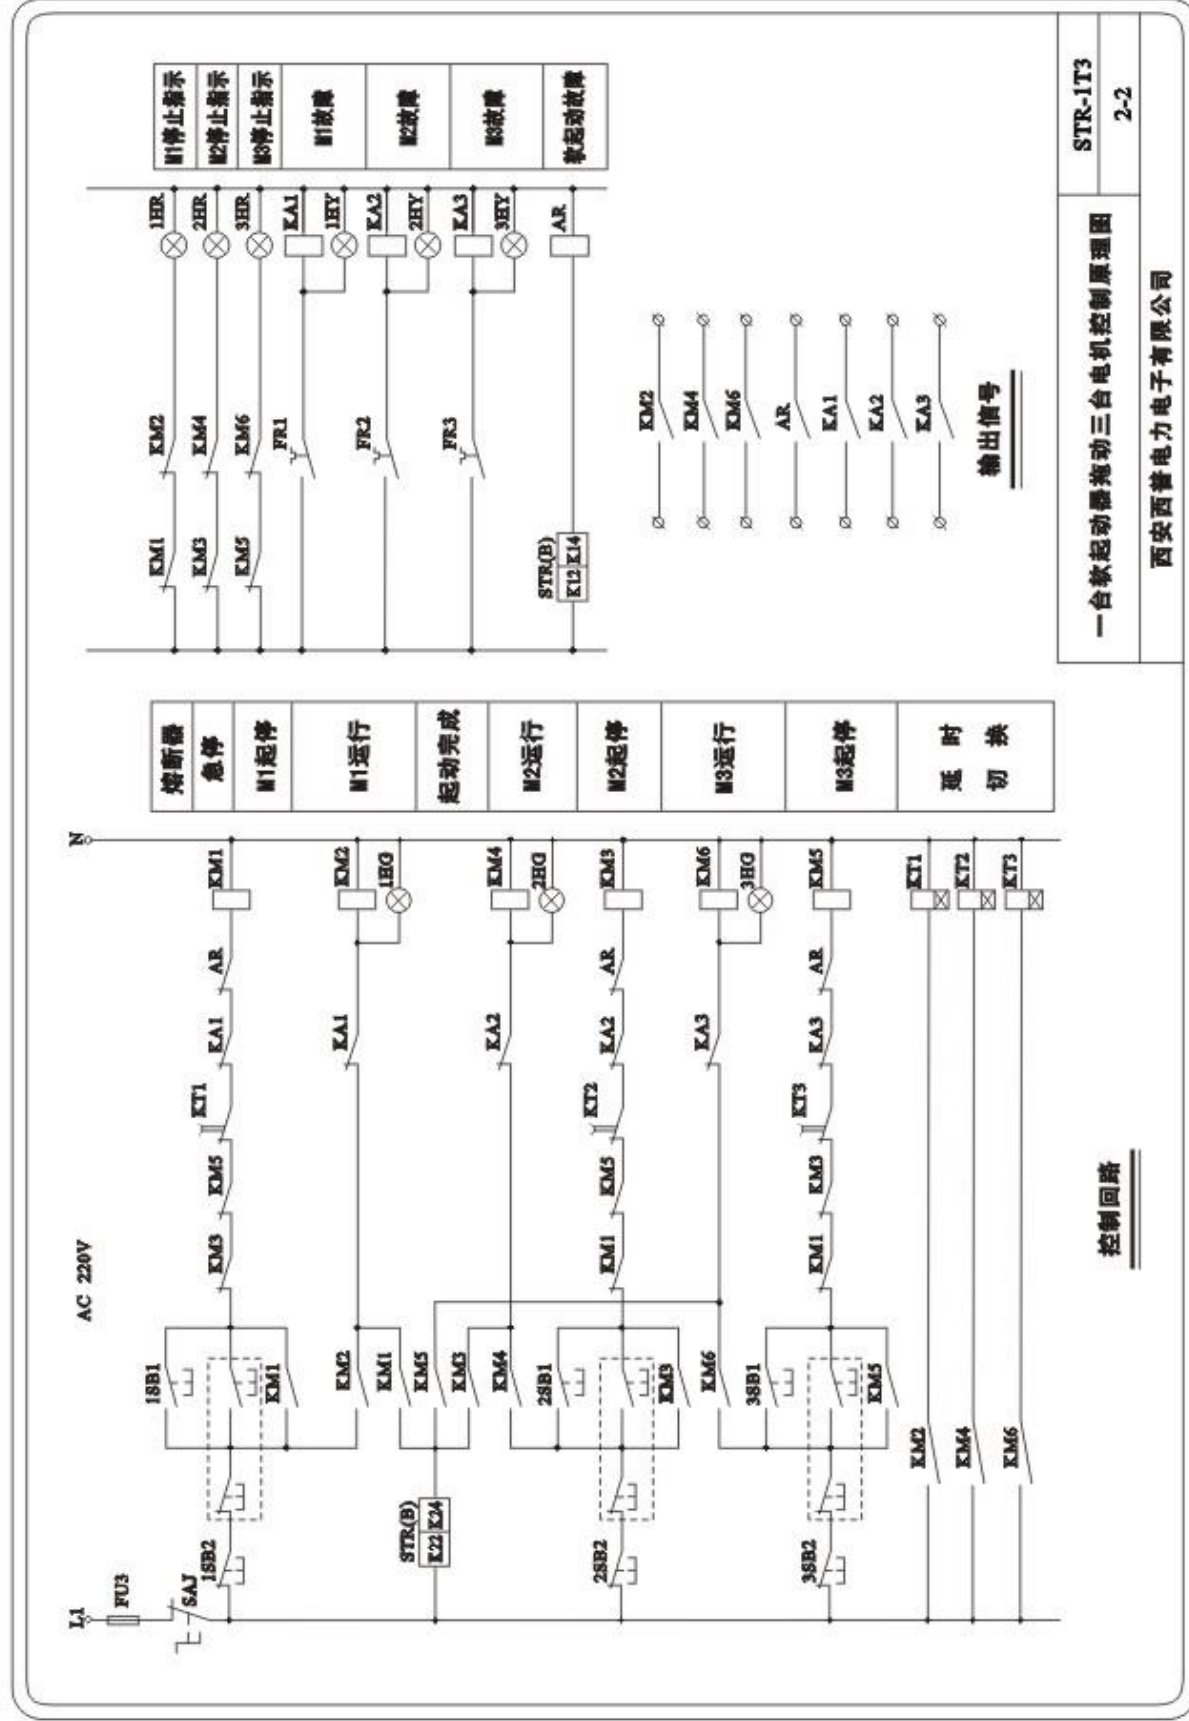 AC 220V
L1
N
FU3
SAJ
熔断器
急停
1SB1
1SB2
KM3
KM5
KT1
KA1
AR
KM1
M1起停
KM1
KM2
KA1
KM2
1HG
M1运行
KM1
STR(B)
K22
K24
KM5
起动完成
KM3
KM4
KA2
KM4
2HG
M2运行
2SB1
2SB2
KM1
KM5
KT2
KA2
AR
KM3
M2起停
KM3
KM6
KA3
KM6
3HG
M3运行
3SB1
3SB2
KM1
KM3
KT3
KA3
AR
KM5
M3起停
KM5
KM2
KT1
KM4
KT2
KM6
KT3
延 时
切 换
控制回路
KM1
KM2
1HR
M1停止指示
KM3
KM4
2HR
M2停止指示
KM5
KM6
3HR
M3停止指示
FR1
KA1
1HY
M1故障
FR2
KA2
2HY
M2故障
FR3
KA3
3HY
M3故障
STR(B)
K12
K14
AR
软起动故障
KM2
KM4
KM6
AR
KA1
KA2
KA3
输出信号
一台软起动器拖动三台电机控制原理图
STR-1T3
2-2
西安西普电力电子有限公司